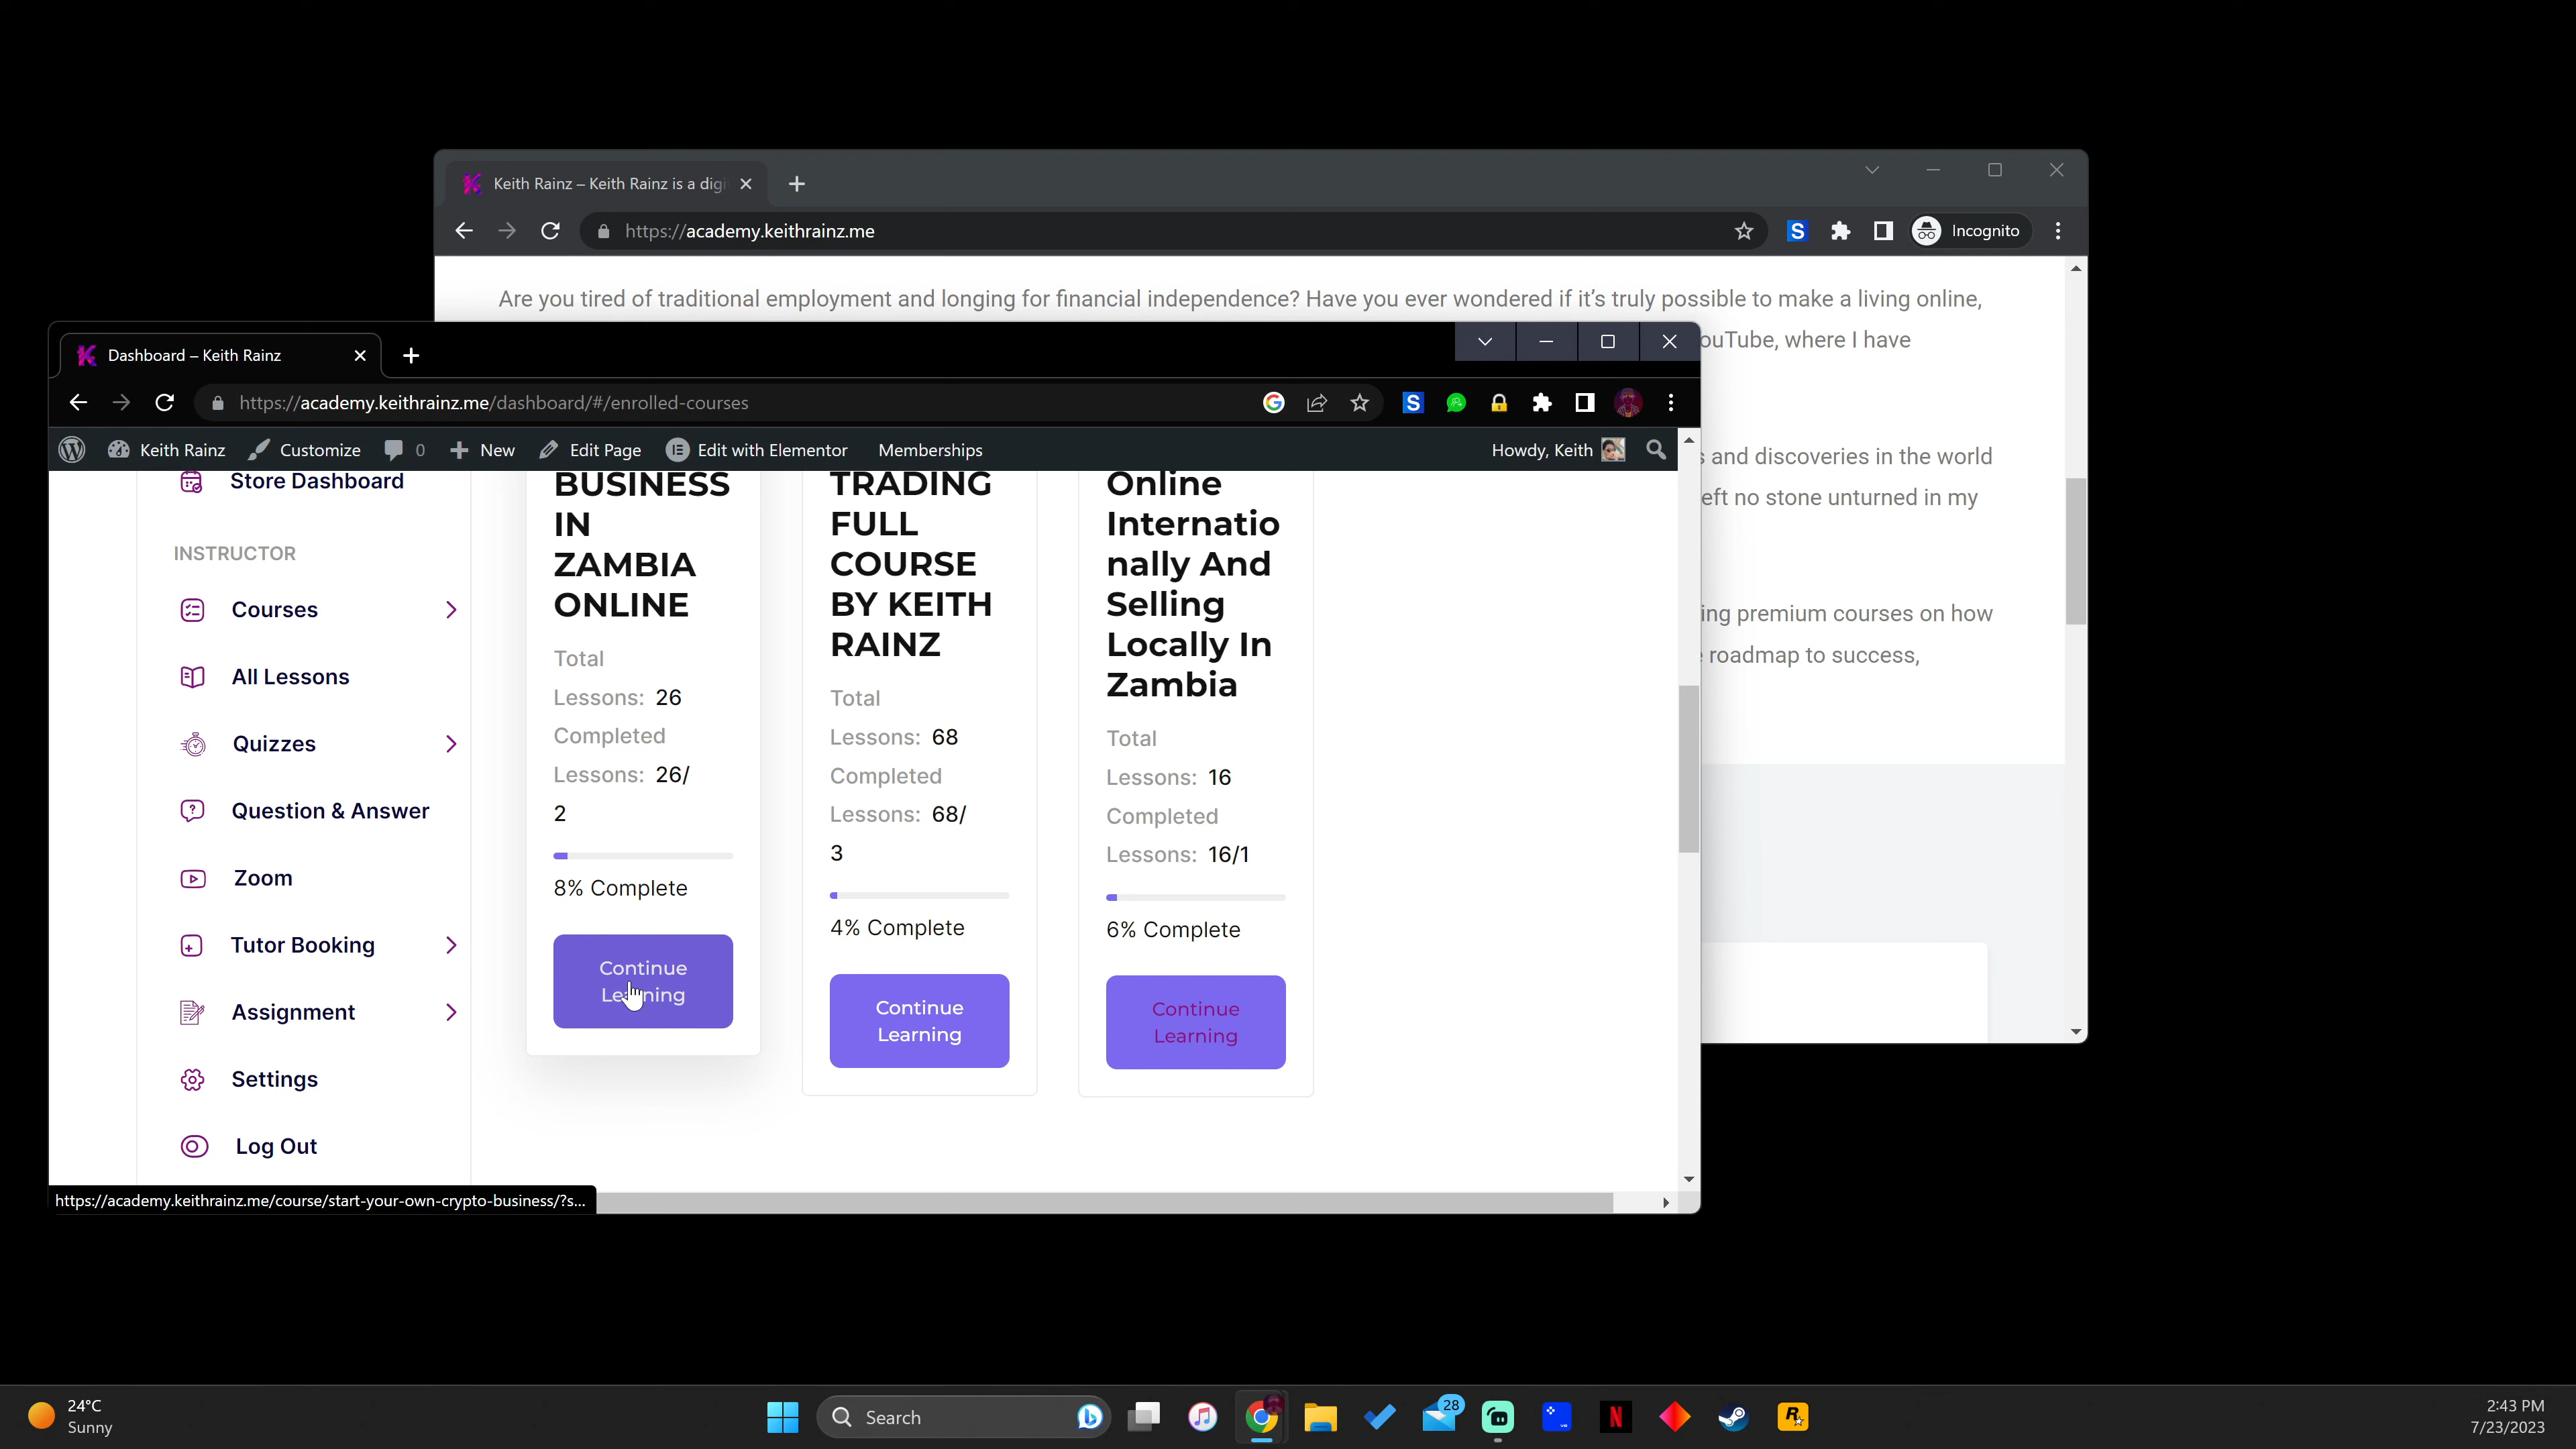 Keith Rainz – Keith Rainz is a digi
https://academy.keithrainz.me
Incognito
Are you tired of traditional employment and longing for financial independence? Have you ever wondered if it's truly possible to make a living online,
ouTube, where I have
and discoveries in the world
eft no stone unturned in my
ing premium courses on how
roadmap to success,
Dashboard – Keith Rainz
https://academy.keithrainz.me/dashboard/#/enrolled-courses
Keith Rainz
Customize
0
New
Edit Page
Edit with Elementor
Memberships
Howdy, Keith
Store Dashboard
INSTRUCTOR
Courses
All Lessons
Quizzes
Question & Answer
Zoom
Tutor Booking
Assignment
Settings
Log Out
BUSINESS
IN
ZAMBIA
ONLINE
Total
Lessons: 26
Completed
Lessons: 26/
2
8% Complete
Continue
Learning
TRADING
FULL
COURSE
BY KEITH
RAINZ
Total
Lessons: 68
Completed
Lessons: 68/
3
4% Complete
Continue
Learning
Online
Internatio
nally And
Selling
Locally In
Zambia
Total
Lessons: 16
Completed
Lessons: 16/1
6% Complete
Continue
Learning
https://academy.keithrainz.me/course/start-your-own-crypto-business/?s...
24°C
Sunny
Search
28
2:43 PM
7/23/2023